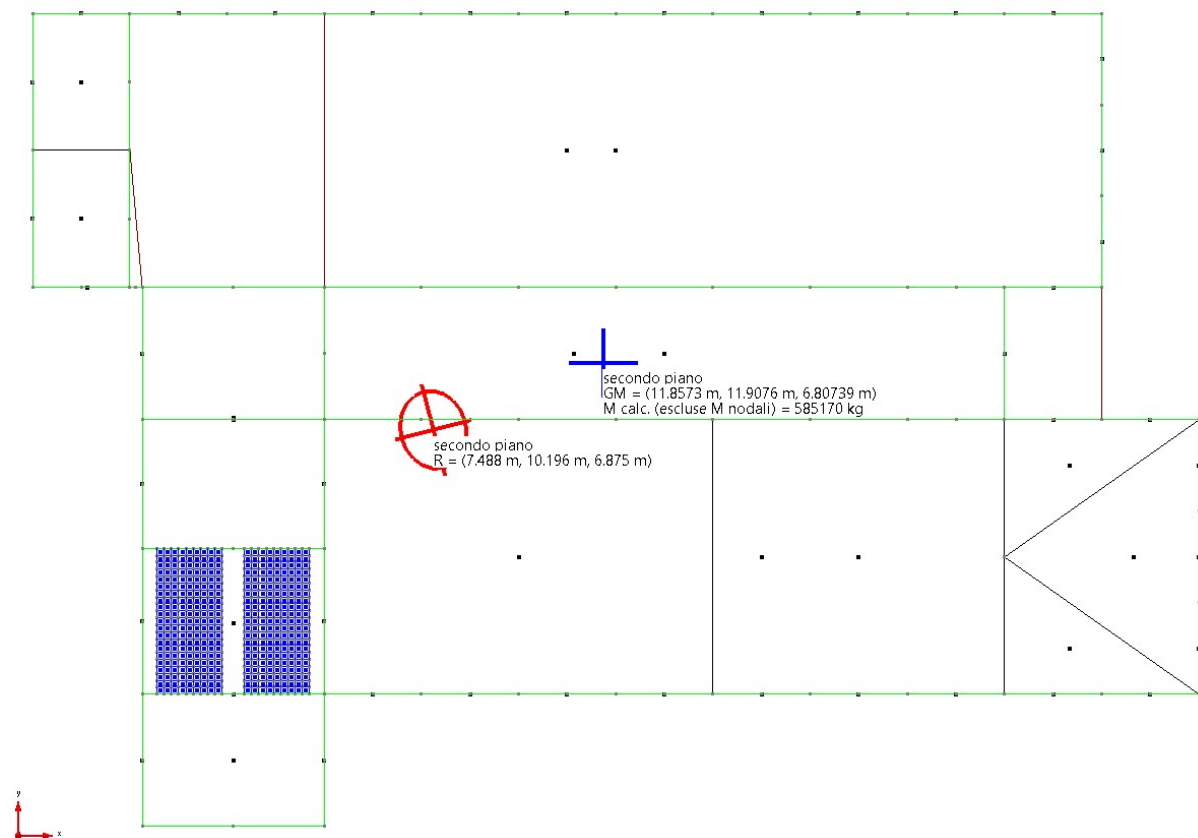 secondo piano
GM = (11.8573 m, 11.9076 m, 6.80739 m)
M calc. (escluse M nodali) = 585170 kg
secondo piano
R = (7.488 m, 10.196 m, 6.875 m)
y
x